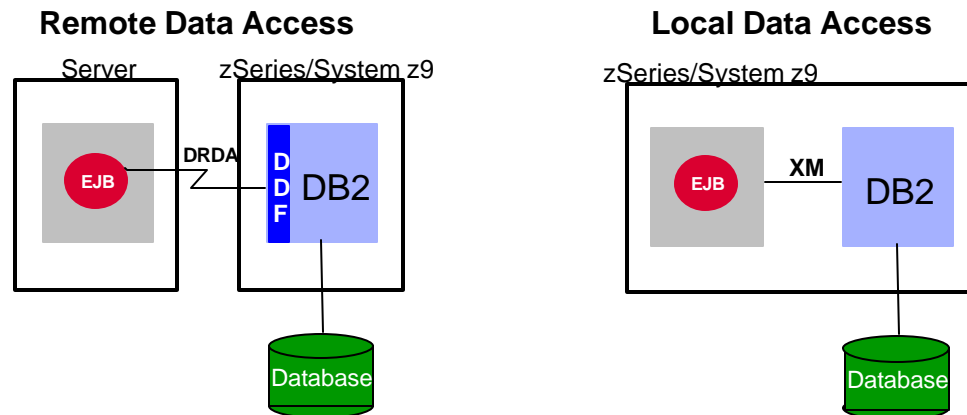 Remote Data Access
Server
zSeries/System z9
EJB
DRDA
D
D
F
DB2
Database
Local Data Access
zSeries/System z9
EJB
XM
DB2
Database